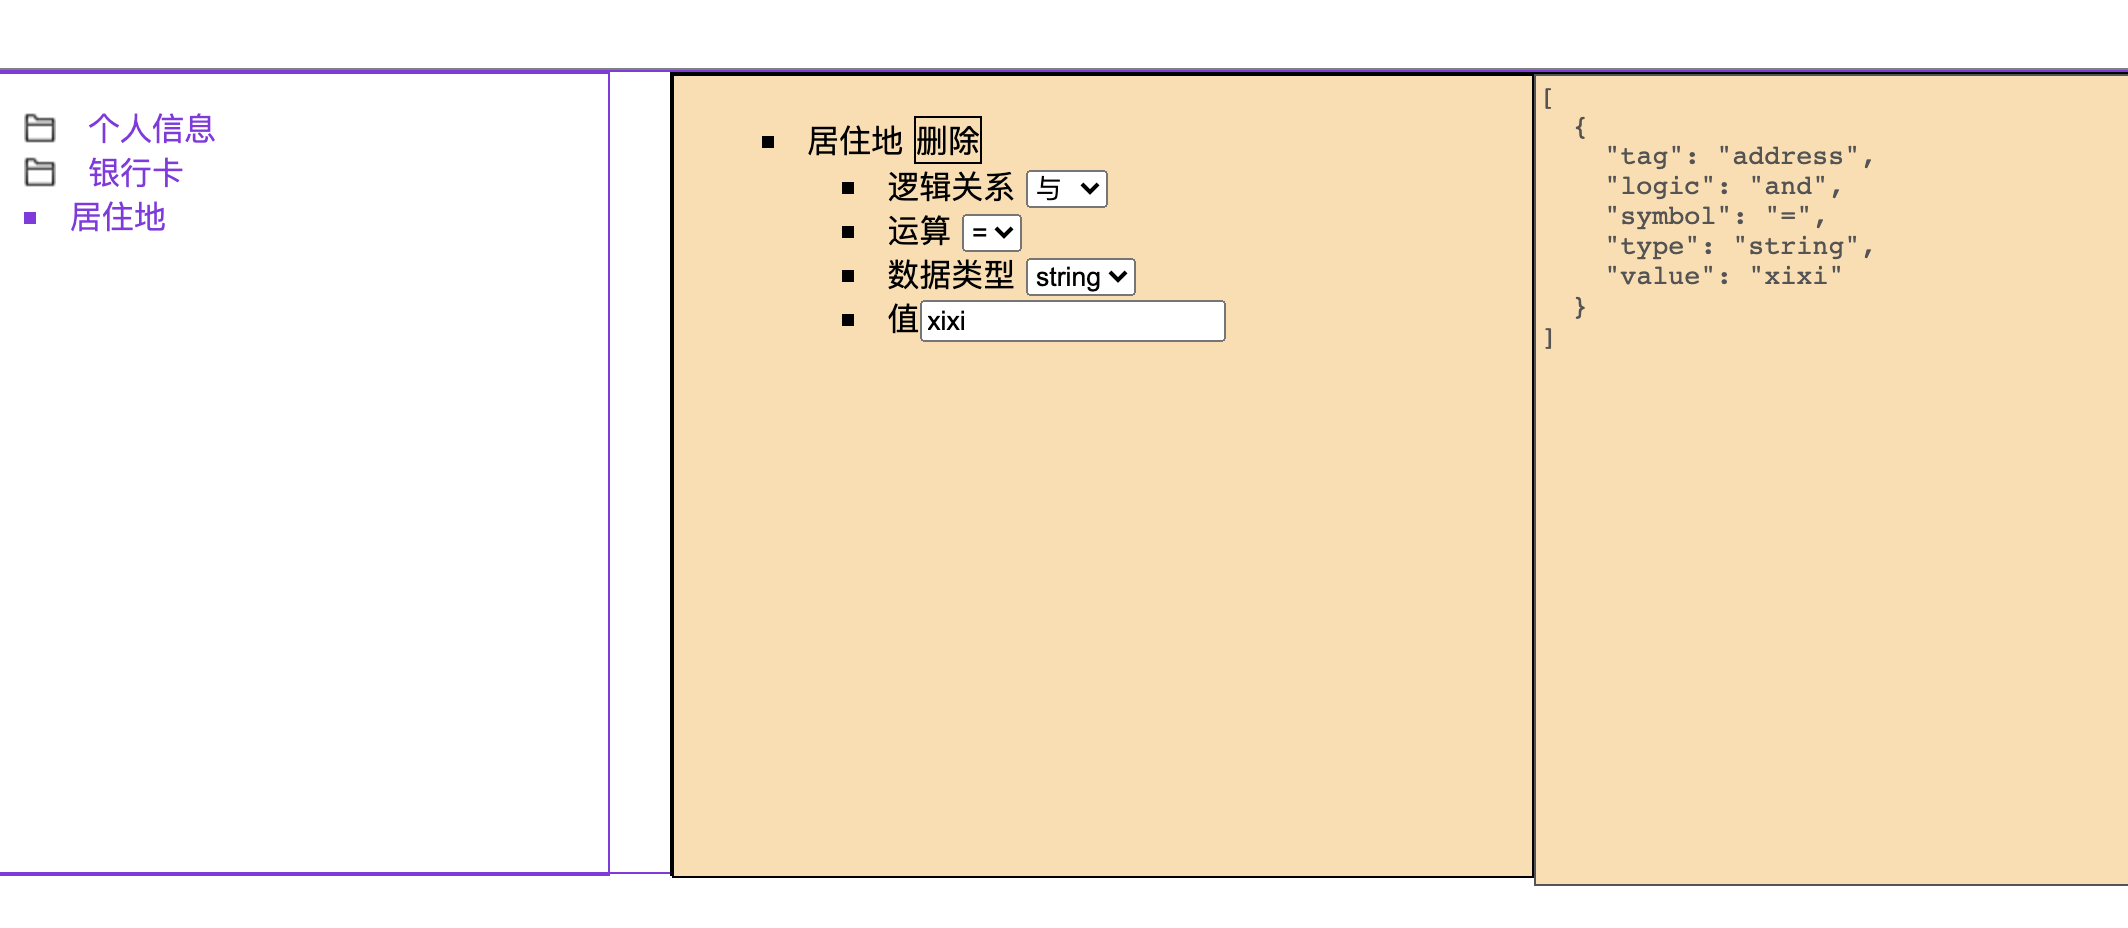 个人信息
银行卡
居住地
居住地 删除
逻辑关系 与
运算 =
数据类型 string
值 xixi
[
  {
    "tag": "address",
    "logic": "and",
    "symbol": "=",
    "type": "string",
    "value": "xixi"
  }
]